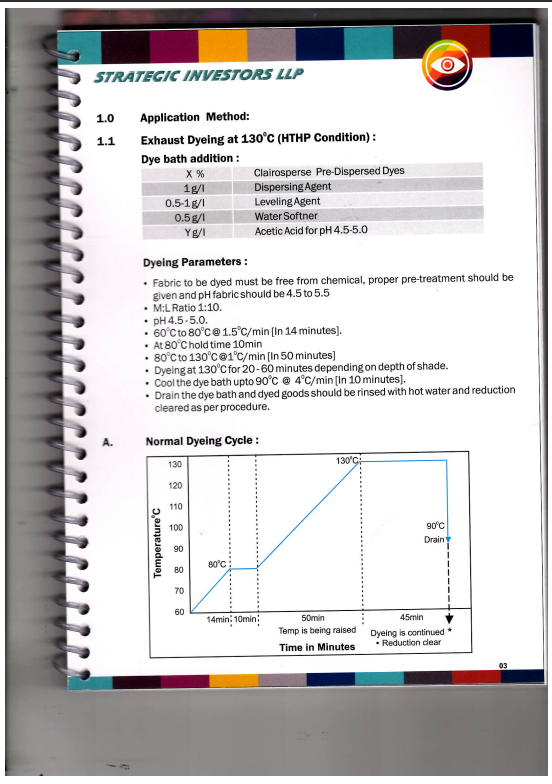 STRATEGIC INVESTORS LLP
1.0 Application Method:
1.1 Exhaust Dyeing at 130°C (HTHP Condition) :
Dye bath addition :
X % Clairosperse Pre-Dispersed Dyes
1g/l Dispersing Agent
0.5-1g/l Leveling Agent
0.5g/l Water Softner
Y g/l Acetic Acid for pH 4.5-5.0
Dyeing Parameters :
• Fabric to be dyed must be free from chemical, proper pre-treatment should be
given and pH fabric should be 4.5 to 5.5
• M:L Ratio 1:10.
• pH 4.5 - 5.0.
• 60°C to 80°C @ 1.5°C/min [In 14 minutes].
• At 80°C hold time 10min
• 80°C to 130°C @1°C/min [In 50 minutes]
• Dyeing at 130°C for 20 - 60 minutes depending on depth of shade.
• Cool the dye bath upto 90°C @ 4°C/min [In 10 minutes].
• Drain the dye bath and dyed goods should be rinsed with hot water and reduction
cleared as per procedure.
A. Normal Dyeing Cycle :
Temperature°C
130
120
110
100
90
80
70
60
80°C
130°C
90°C
Drain
14min 10min 50min 45min
Temp is being raised Dyeing is continued *
• Reduction clear
Time in Minutes
03